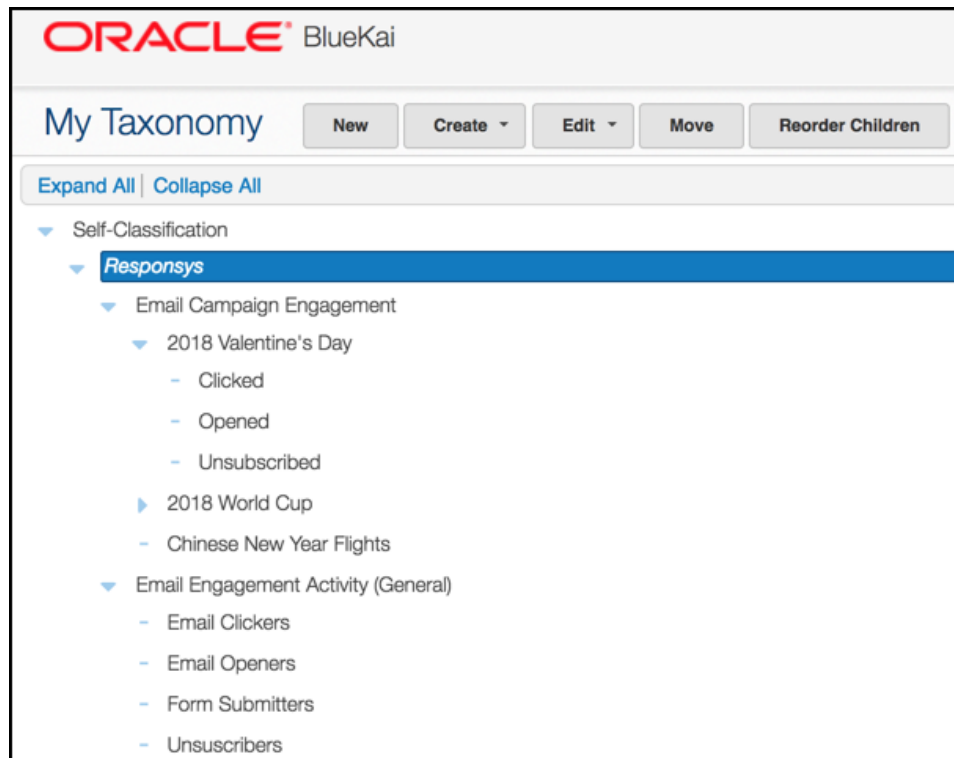 ORACLE® BlueKai
My Taxonomy New Create Edit Move Reorder Children
Expand All | Collapse All
Self-Classification
Responsys
Email Campaign Engagement
2018 Valentine's Day
- Clicked
- Opened
- Unsubscribed
2018 World Cup
- Chinese New Year Flights
Email Engagement Activity (General)
- Email Clickers
- Email Openers
- Form Submitters
- Unsuscribers